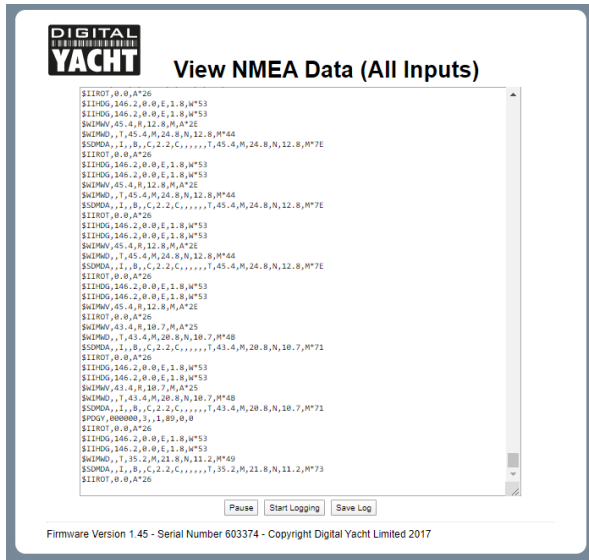 DIGITAL
YACHT
View NMEA Data (All Inputs)
$IIROT,0.0,A*26
$IIHDG,146.2,0.0,E,1.8,W*53
$IIHDG,146.2,0.0,E,1.8,W*53
$WIMWV,45.4,R,12.8,M,A*2E
$WIMWD,,T,45.4,M,24.8,N,12.8,M*44
$SDMDA,,I,,B,,C,2.2,C,,,,,,T,45.4,M,24.8,N,12.8,M*7E
$IIROT,0.0,A*26
$IIHDG,146.2,0.0,E,1.8,W*53
$IIHDG,146.2,0.0,E,1.8,W*53
$WIMWV,45.4,R,12.8,M,A*2E
$WIMWD,,T,45.4,M,24.8,N,12.8,M*44
$SDMDA,,I,,B,,C,2.2,C,,,,,,T,45.4,M,24.8,N,12.8,M*7E
$IIROT,0.0,A*26
$IIHDG,146.2,0.0,E,1.8,W*53
$IIHDG,146.2,0.0,E,1.8,W*53
$WIMWV,45.4,R,12.8,M,A*2E
$WIMWD,,T,45.4,M,24.8,N,12.8,M*44
$SDMDA,,I,,B,,C,2.2,C,,,,,,T,45.4,M,24.8,N,12.8,M*7E
$IIROT,0.0,A*26
$IIHDG,146.2,0.0,E,1.8,W*53
$IIHDG,146.2,0.0,E,1.8,W*53
$WIMWV,45.4,R,12.8,M,A*2E
$IIROT,0.0,A*26
$WIMWV,43.4,R,10.7,M,A*25
$WIMWD,,T,43.4,M,20.8,N,10.7,M*4B
$SDMDA,,I,,B,,C,2.2,C,,,,,,T,43.4,M,20.8,N,10.7,M*71
$IIROT,0.0,A*26
$IIHDG,146.2,0.0,E,1.8,W*53
$IIHDG,146.2,0.0,E,1.8,W*53
$WIMWV,43.4,R,10.7,M,A*25
$WIMWD,,T,43.4,M,20.8,N,10.7,M*4B
$SDMDA,,I,,B,,C,2.2,C,,,,,,T,43.4,M,20.8,N,10.7,M*71
$PDGY,000000,3,,1,89,0,0
$IIROT,0.0,A*26
$IIHDG,146.2,0.0,E,1.8,W*53
$IIHDG,146.2,0.0,E,1.8,W*53
$WIMWD,,T,35.2,M,21.8,N,11.2,M*49
$SDMDA,,I,,B,,C,2.2,C,,,,,,T,35.2,M,21.8,N,11.2,M*73
$IIROT,0.0,A*26
Pause Start Logging Save Log
Firmware Version 1.45 - Serial Number 603374 - Copyright Digital Yacht Limited 2017